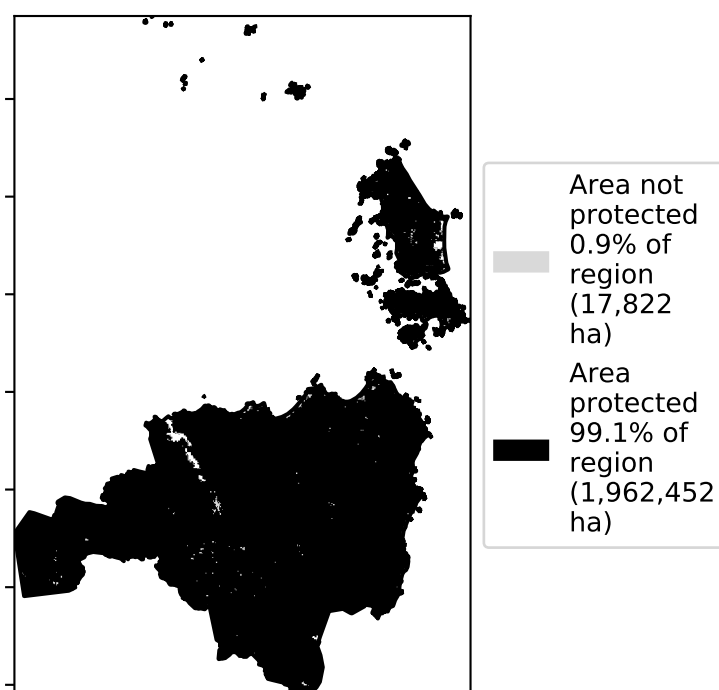 Area not
protected
0.9% of
region
(17,822
ha)
Area
protected
99.1% of
region
(1,962,452
ha)